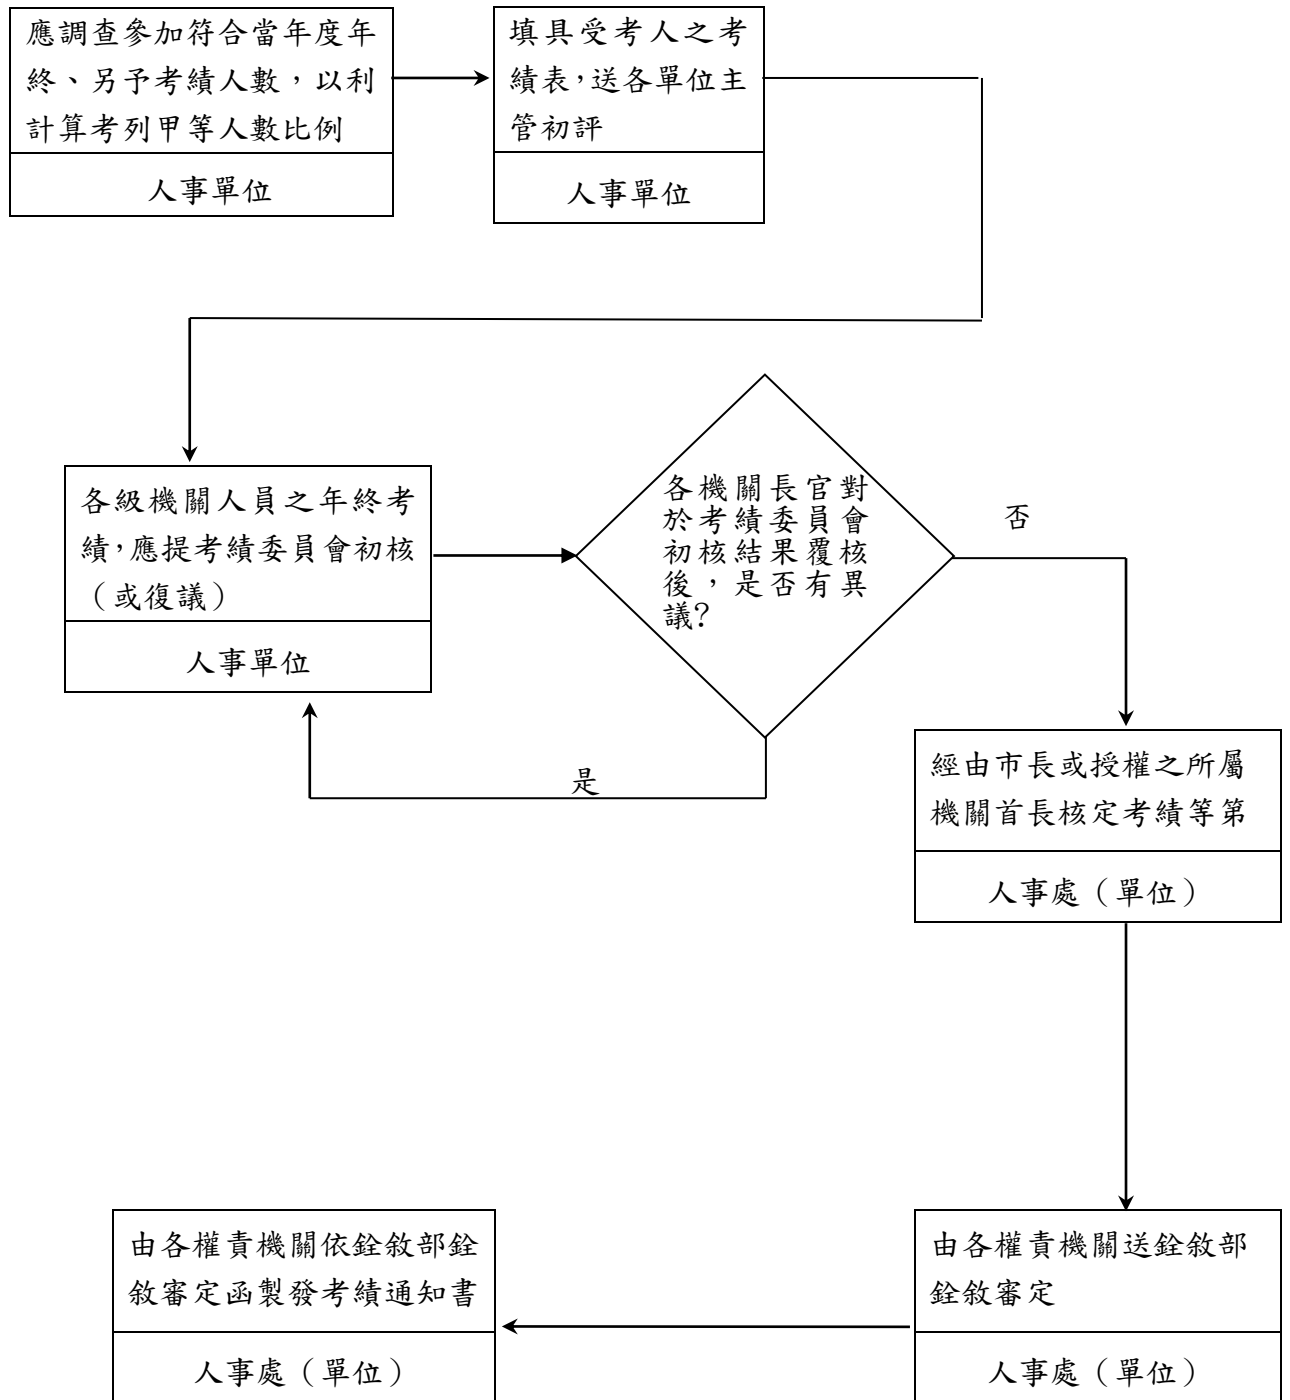 應調查參加符合當年度年
終、另予考績人數，以利
計算考列甲等人數比例
人事單位
填具受考人之考
績表，送各單位主
管初評
人事單位
各級機關人員之年終考
績，應提考績委員會初核
（或復議）
人事單位
各機關長官對
於考績委員會
初核結果覆核
後，是否有異
議?
否
是
經由市長或授權之所屬
機關首長核定考績等第
人事處（單位）
由各權責機關送銓敘部
銓敘審定
人事處（單位）
由各權責機關依銓敘部銓
敘審定函製發考績通知書
人事處（單位）